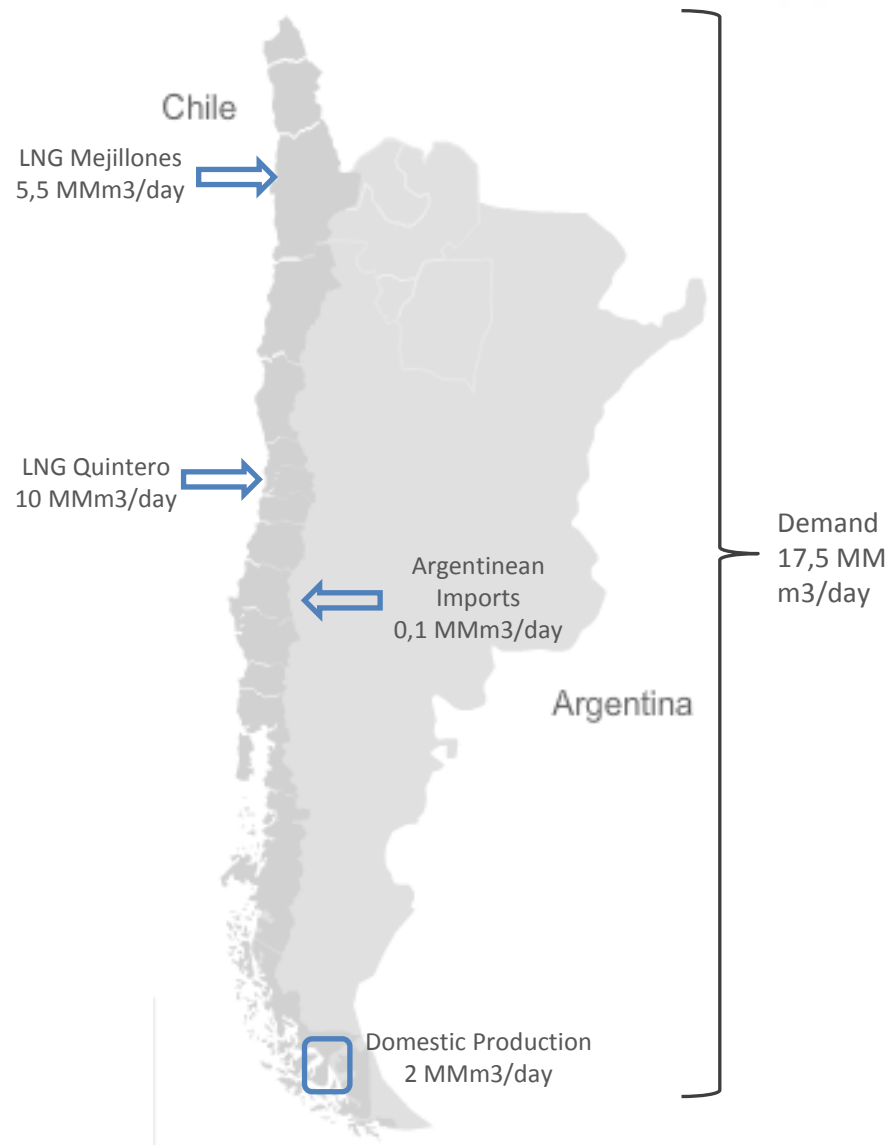 Chile
LNG Mejillones
5,5 MMm3/day
LNG Quintero
10 MMm3/day
Argentinean
Imports
0,1 MMm3/day
Demand
17,5 MM
m3/day
Argentina
Domestic Production
2 MMm3/day